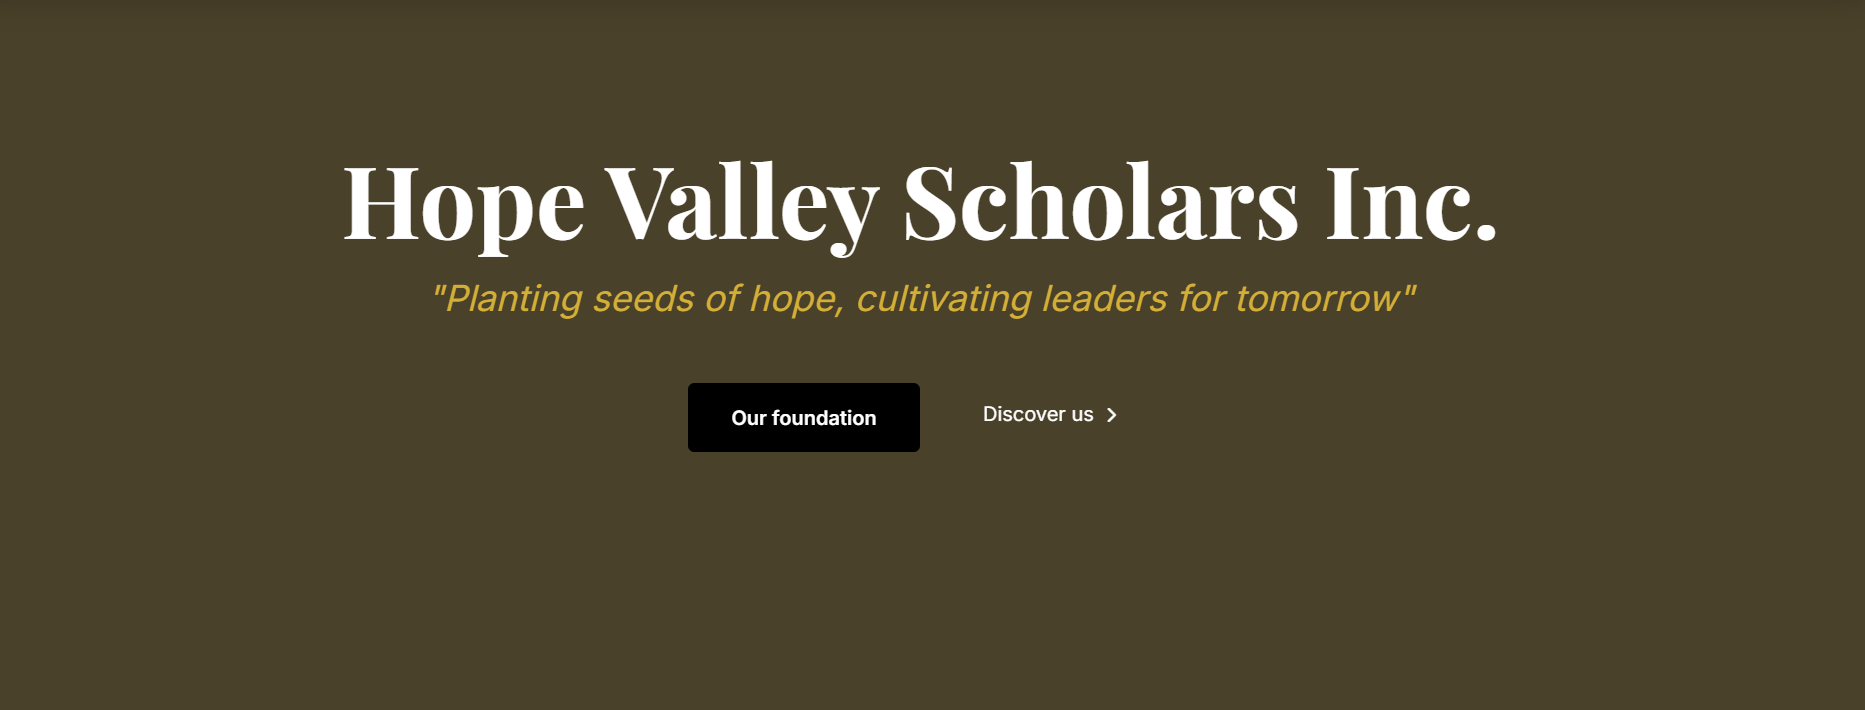 Hope Valley Scholars Inc.
"Planting seeds of hope, cultivating leaders for tomorrow"
Our foundation
Discover us